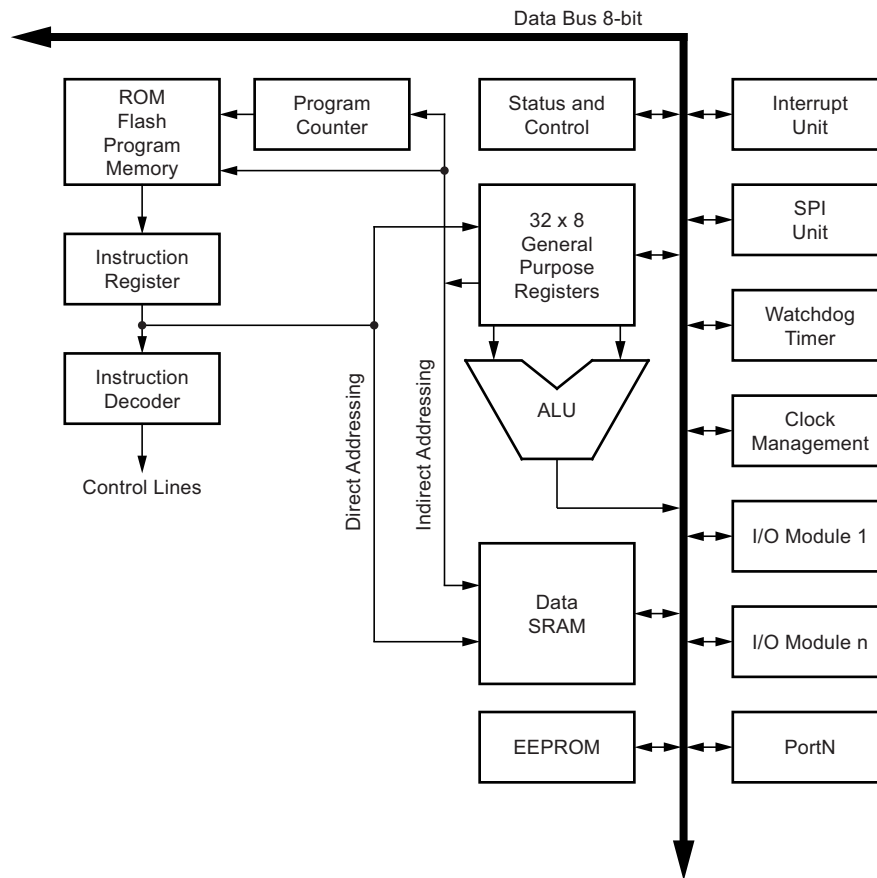 Data Bus 8-bit
ROM
Flash
Program
Memory
Program
Counter
Status and
Control
Interrupt
Unit
32 x 8
General
Purpose
Registers
SPI
Unit
Instruction
Register
Watchdog
Timer
Instruction
Decoder
ALU
Clock
Management
Control Lines
Direct Addressing
Indirect Addressing
I/O Module 1
Data
SRAM
I/O Module n
EEPROM
PortN